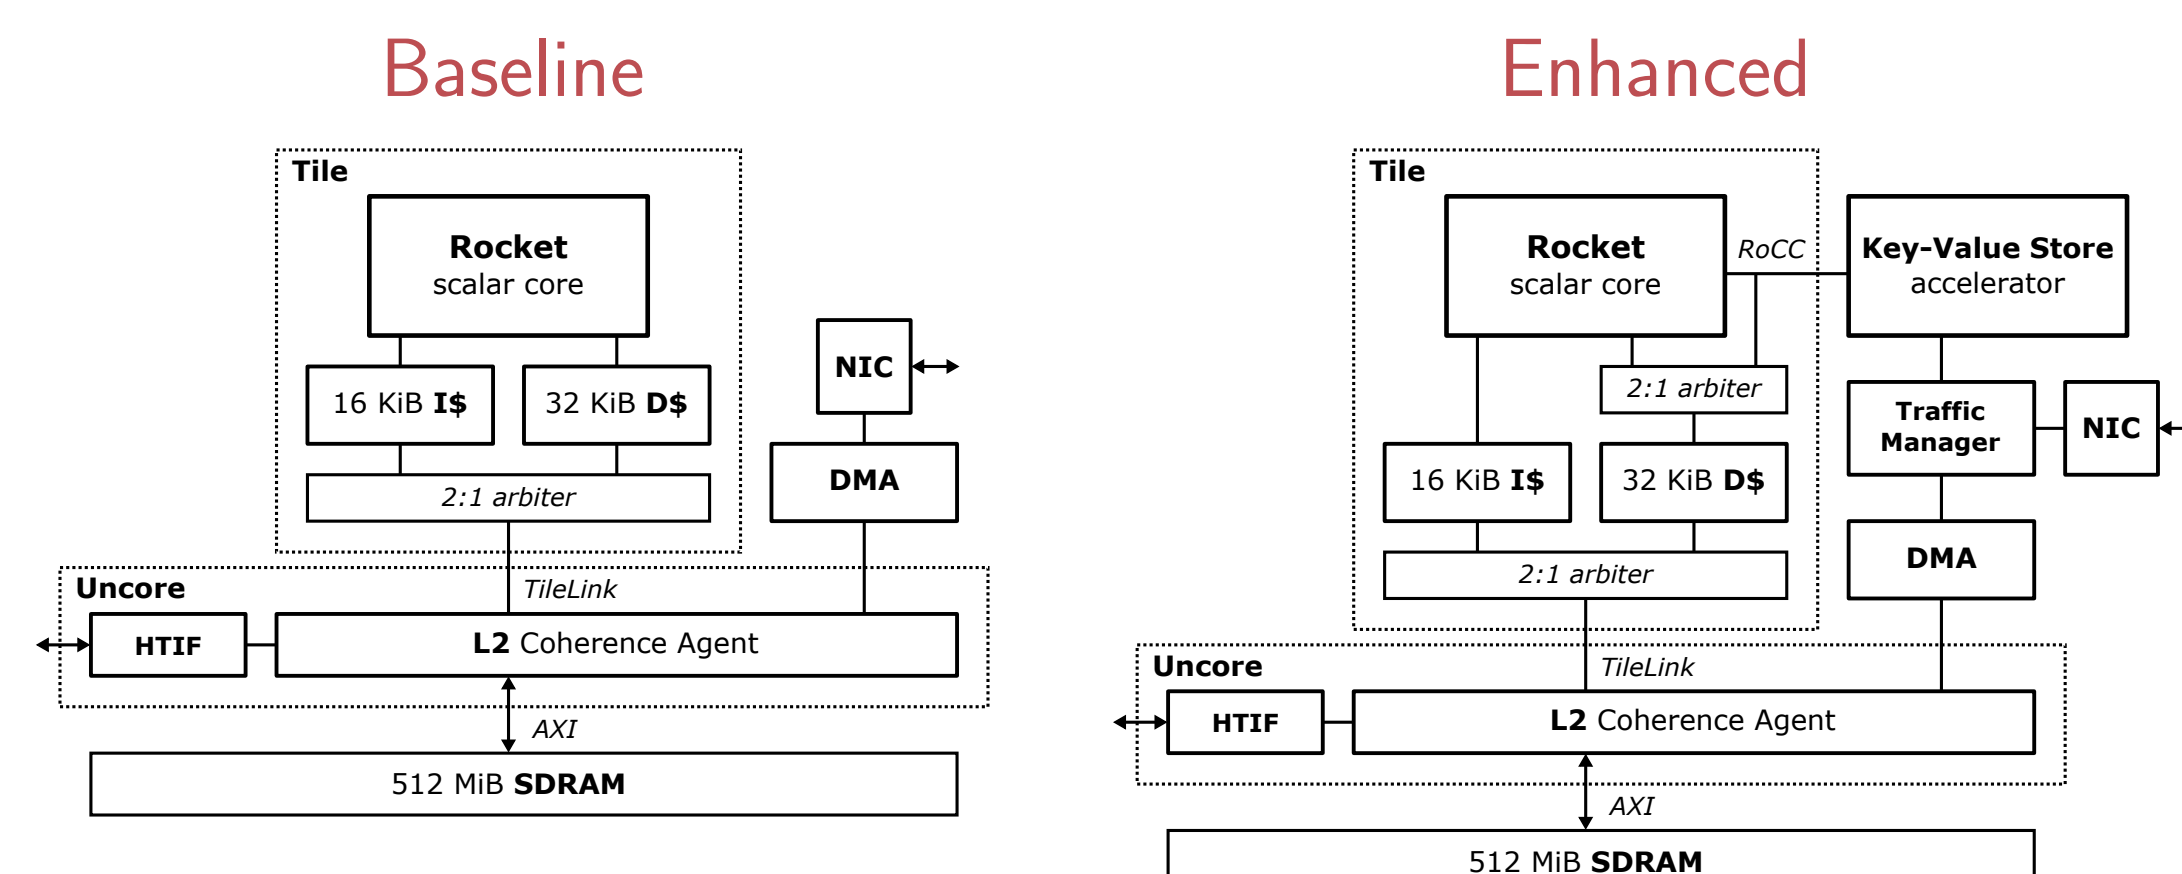 Baseline
Tile
Rocket
scalar core
16 KiB I$
32 KiB D$
2:1 arbiter
NIC
DMA
Uncore
TileLink
HTIF
L2 Coherence Agent
AXI
512 MiB SDRAM
Enhanced
Tile
Rocket
scalar core
RoCC
Key-Value Store
accelerator
2:1 arbiter
Traffic
Manager
NIC
16 KiB I$
32 KiB D$
2:1 arbiter
DMA
Uncore
TileLink
HTIF
L2 Coherence Agent
AXI
512 MiB SDRAM